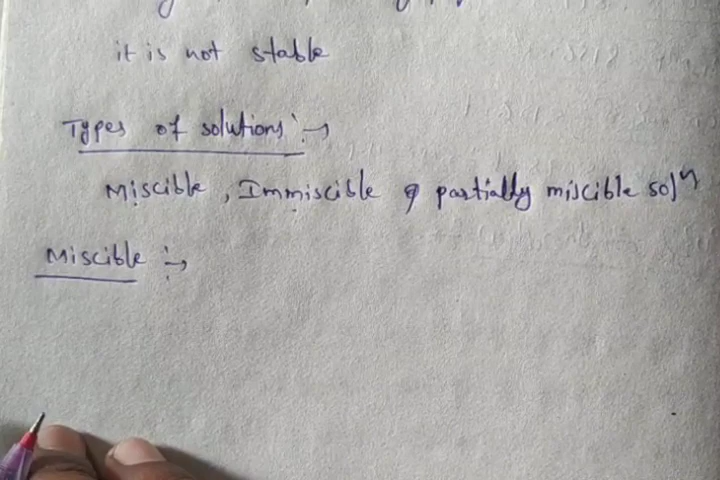 it is not stable
Types of solutions :→
Miscible, Immiscible & partially miscible solⁿ
Miscible :→